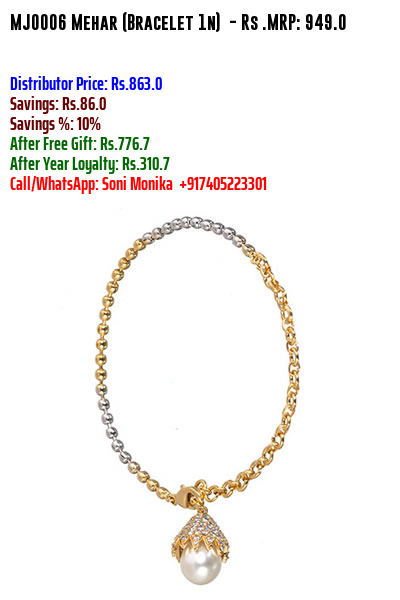 MJ0006 Mehar (Bracelet 1n) - Rs .MRP: 949.0
Distributor Price: Rs.863.0
Savings: Rs.86.0
Savings %: 10%
After Free Gift: Rs.776.7
After Year Loyalty: Rs.310.7
Call/WhatsApp: Soni Monika +917405223301